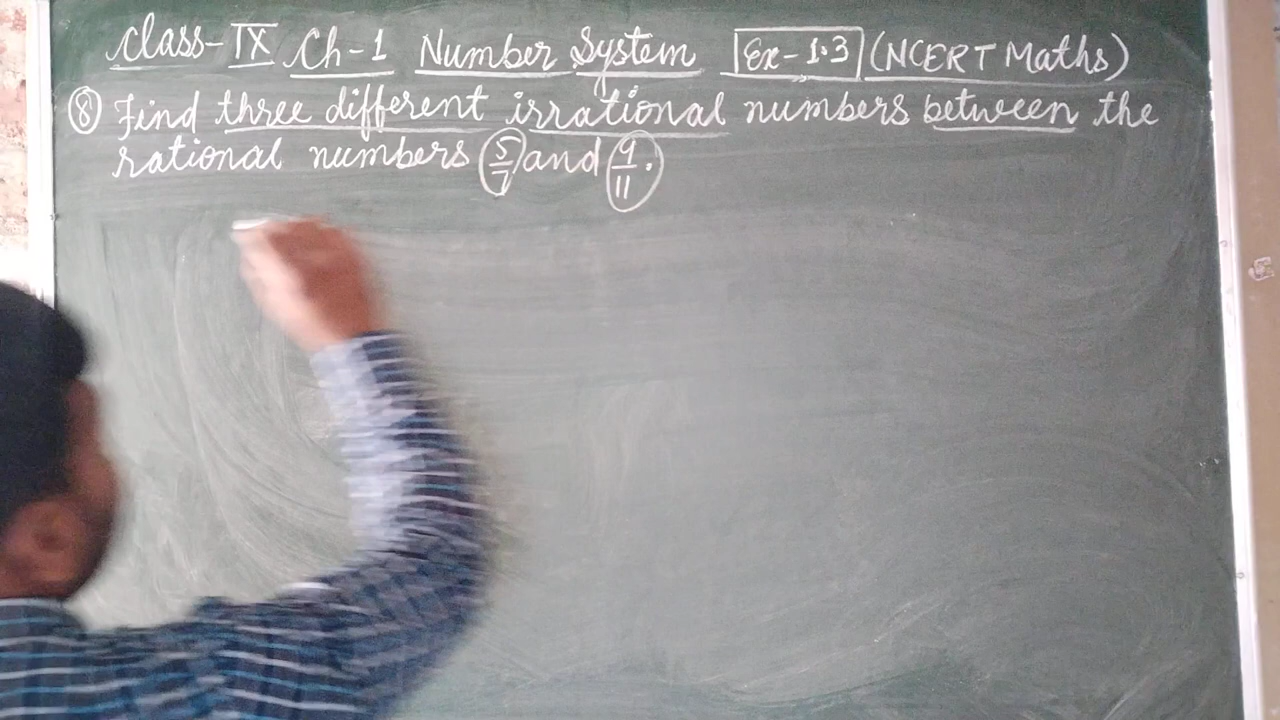 Class-IX Ch-1 Number System Ex-1.3 (NCERT Maths)
⑧ Find three different irrational numbers between the
rational numbers 5/7 and 9/11.